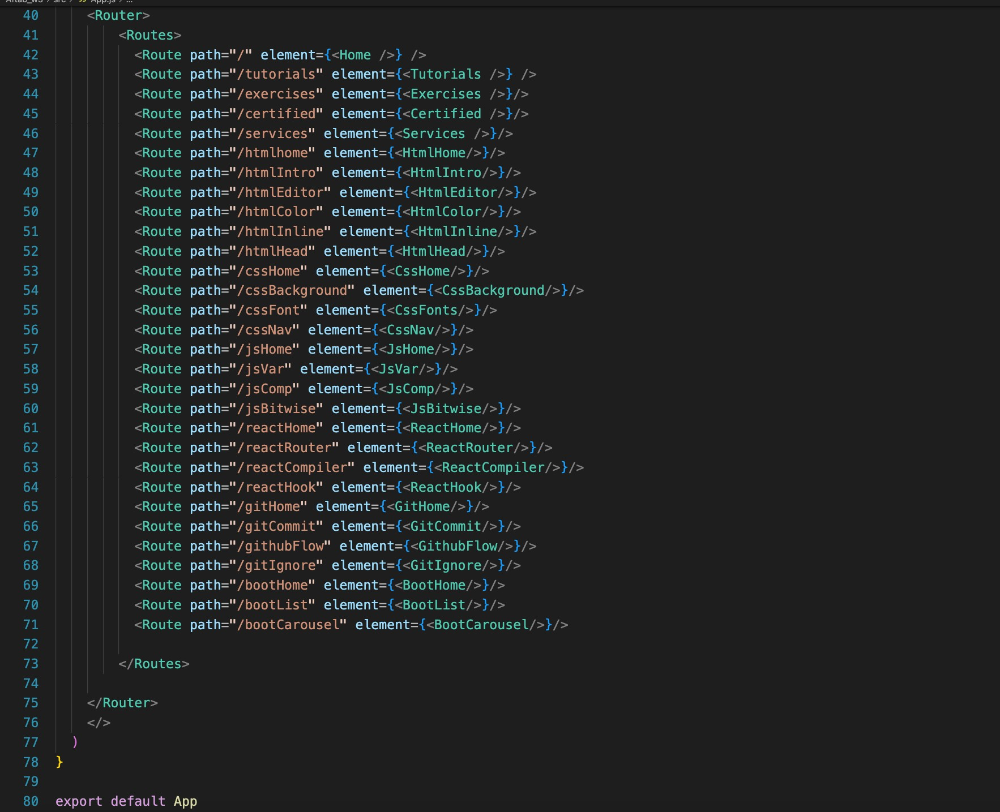 Aftab_w3 > src > JS App.js > ...
40 <Router>
41 <Routes>
42 <Route path="/" element={<Home />} />
43 <Route path="/tutorials" element={<Tutorials />} />
44 <Route path="/exercises" element={<Exercises />}/>
45 <Route path="/certified" element={<Certified />}/>
46 <Route path="/services" element={<Services />}/>
47 <Route path="/htmlhome" element={<HtmlHome/>}/>
48 <Route path="/htmlIntro" element={<HtmlIntro/>}/>
49 <Route path="/htmlEditor" element={<HtmlEditor/>}/>
50 <Route path="/htmlColor" element={<HtmlColor/>}/>
51 <Route path="/htmlInline" element={<HtmlInline/>}/>
52 <Route path="/htmlHead" element={<HtmlHead/>}/>
53 <Route path="/cssHome" element={<CssHome/>}/>
54 <Route path="/cssBackground" element={<CssBackground/>}/>
55 <Route path="/cssFont" element={<CssFonts/>}/>
56 <Route path="/cssNav" element={<CssNav/>}/>
57 <Route path="/jsHome" element={<JsHome/>}/>
58 <Route path="/jsVar" element={<JsVar/>}/>
59 <Route path="/jsComp" element={<JsComp/>}/>
60 <Route path="/jsBitwise" element={<JsBitwise/>}/>
61 <Route path="/reactHome" element={<ReactHome/>}/>
62 <Route path="/reactRouter" element={<ReactRouter/>}/>
63 <Route path="/reactCompiler" element={<ReactCompiler/>}/>
64 <Route path="/reactHook" element={<ReactHook/>}/>
65 <Route path="/gitHome" element={<GitHome/>}/>
66 <Route path="/gitCommit" element={<GitCommit/>}/>
67 <Route path="/githubFlow" element={<GithubFlow/>}/>
68 <Route path="/gitIgnore" element={<GitIgnore/>}/>
69 <Route path="/bootHome" element={<BootHome/>}/>
70 <Route path="/bootList" element={<BootList/>}/>
71 <Route path="/bootCarousel" element={<BootCarousel/>}/>
72
73 </Routes>
74
75 </Router>
76 </>
77 )
78 }
79
80 export default App